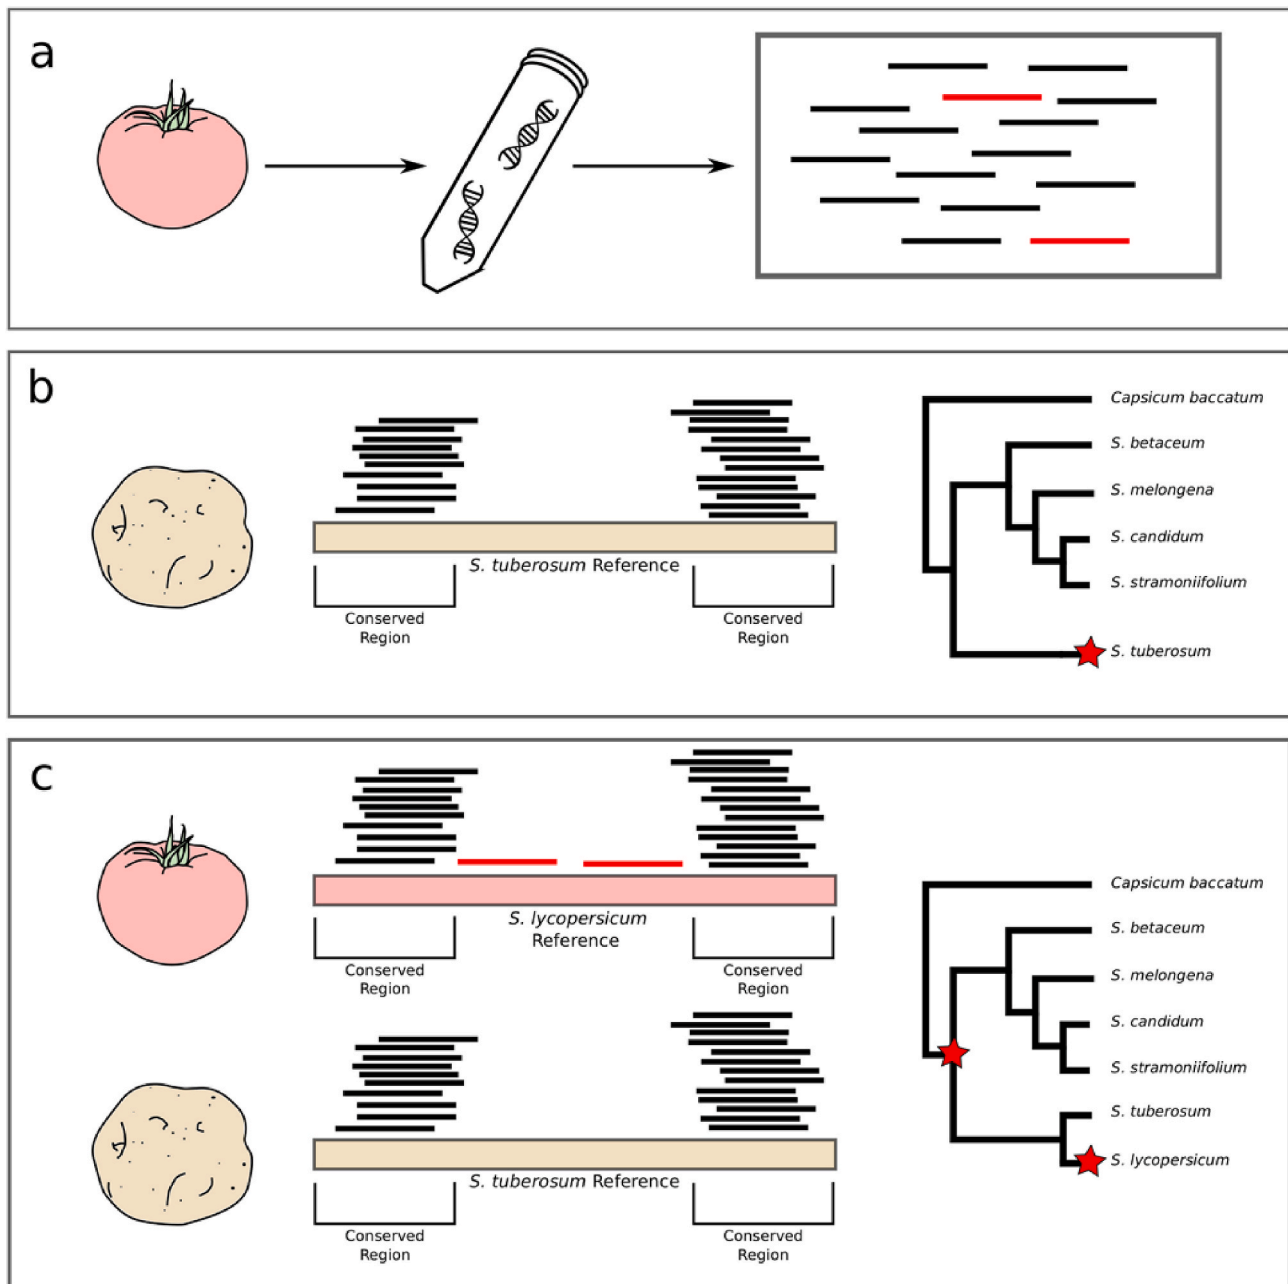 a
b
Capsicum baccatum
S. betaceum
S. melongena
S. candidum
S. stramoniifolium
S. tuberosum
S. tuberosum Reference
Conserved
Region
Conserved
Region
c
S. lycopersicum
Reference
Conserved
Region
Conserved
Region
S. tuberosum Reference
Conserved
Region
Conserved
Region
Capsicum baccatum
S. betaceum
S. melongena
S. candidum
S. stramoniifolium
S. tuberosum
S. lycopersicum